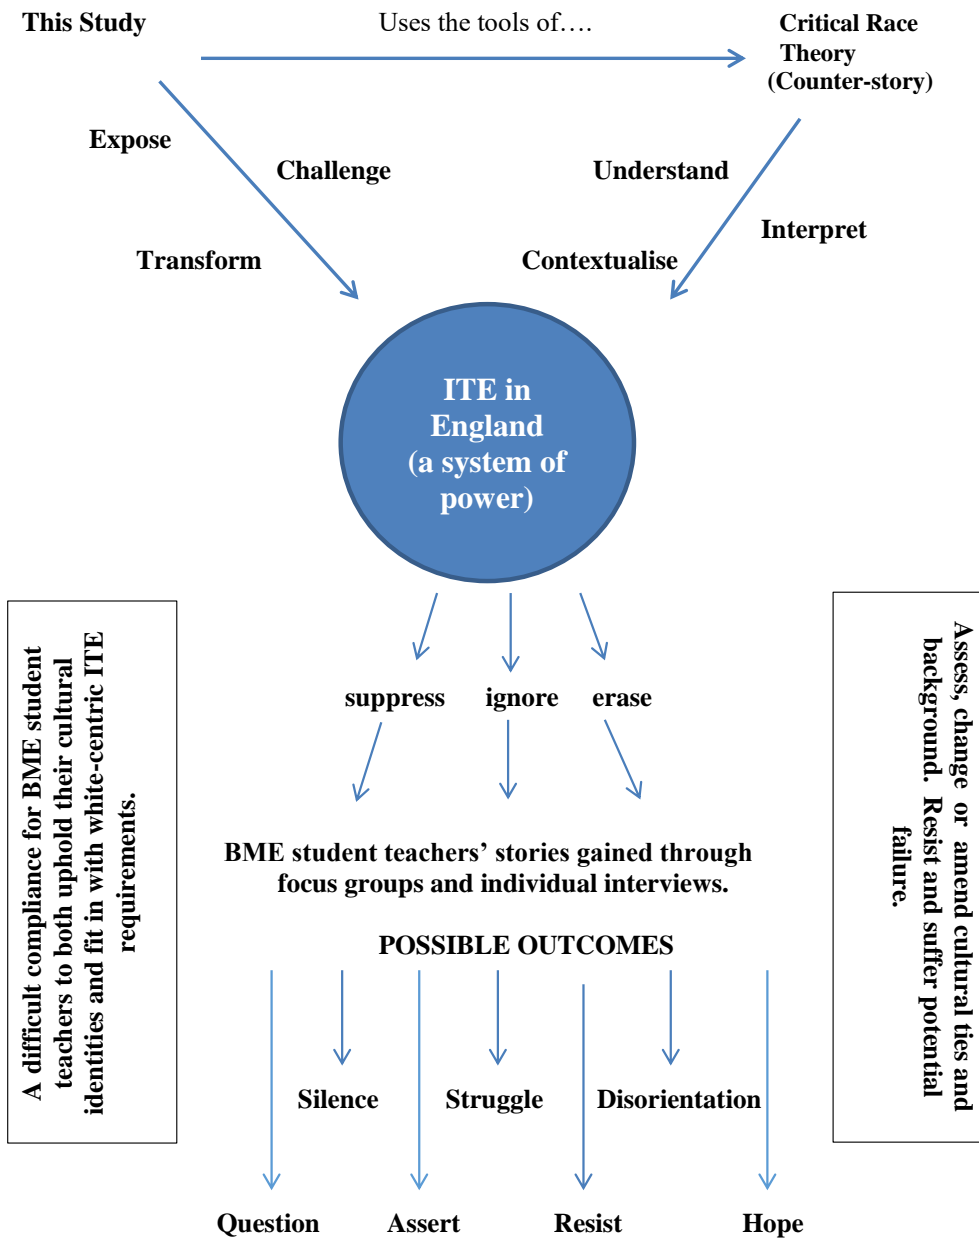 This Study
Uses the tools of….
Critical Race
Theory
(Counter-story)
Expose
Challenge
Transform
Understand
Interpret
Contextualise
ITE in
England
(a system of
power)
suppress
ignore
erase
A difficult compliance for BME student
teachers to both uphold their cultural
identities and fit in with white-centric ITE
requirements.
Assess, change or amend cultural ties and
background. Resist and suffer potential
failure.
BME student teachers’ stories gained through
focus groups and individual interviews.
POSSIBLE OUTCOMES
Silence
Struggle
Disorientation
Question
Assert
Resist
Hope